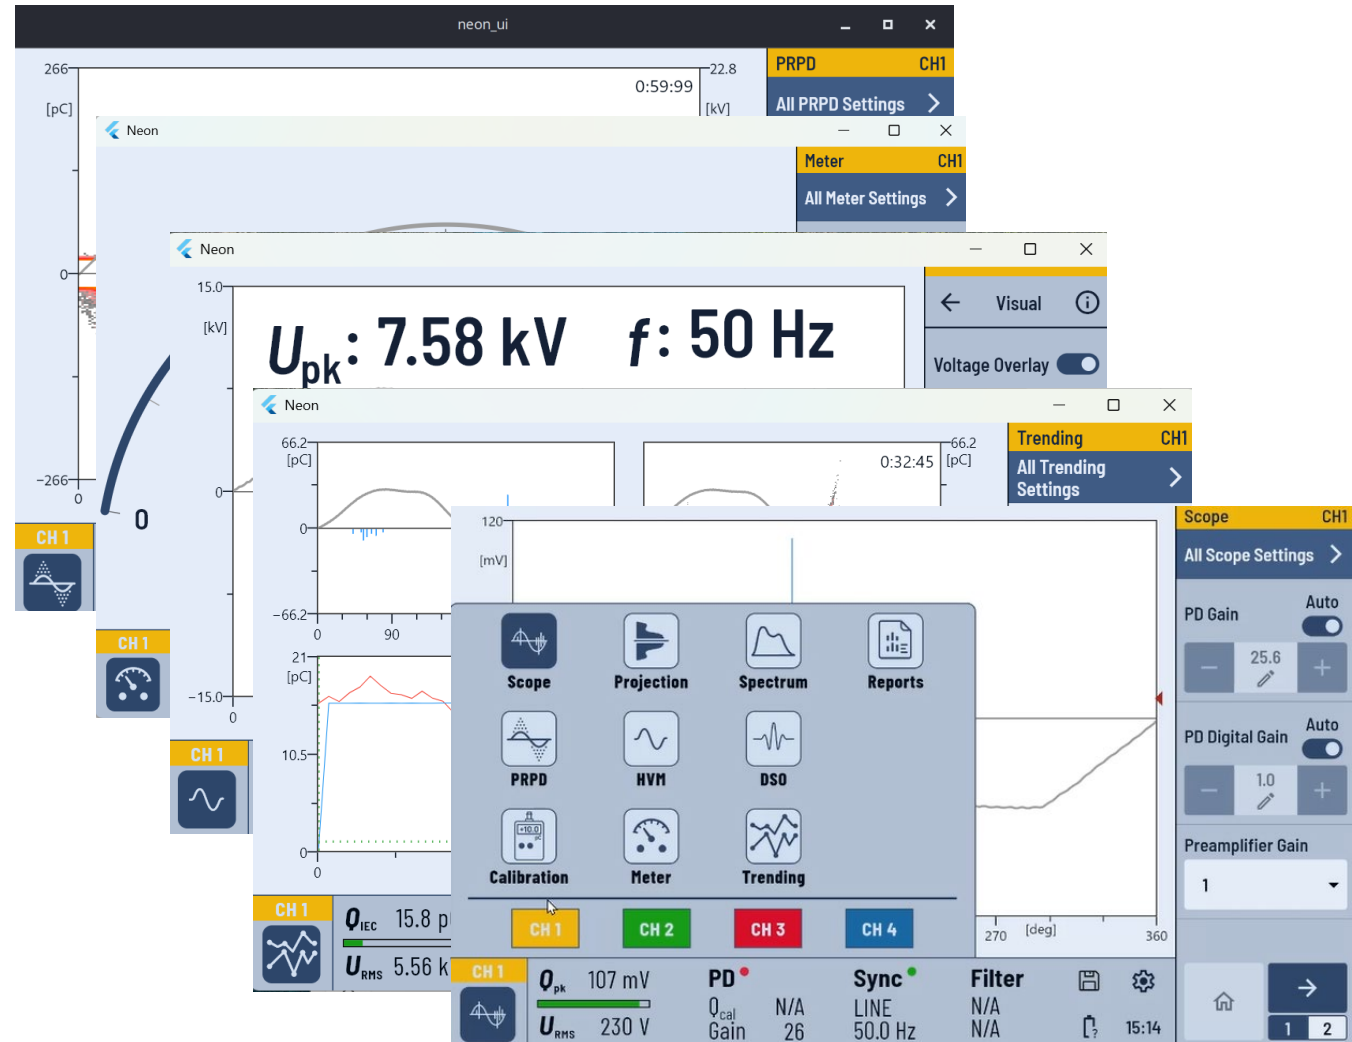 neon_ui
266
22.8
PRPD
CH1
0:59:99
[pC]
[kV]
All PRPD Settings
0
-266
0
CH 1
Neon
Meter
CH1
All Meter Settings
0
CH 1
Neon
15.0
[kV]
Upk: 7.58 kV
f: 50 Hz
Visual
Voltage Overlay
0
-15.0
0
CH 1
Neon
66.2
[pC]
0
-66.2
0
90
66.2
[pC]
0:32:45
Trending
CH1
All Trending
Settings
21
[pC]
10.5
0
0
CH 1
QIEC 15.8 p
URMS 5.56 k
120
[mV]
Scope
CH1
All Scope Settings
PD Gain
Auto
25.6
PD Digital Gain
Auto
1.0
Preamplifier Gain
1
Scope
Projection
Spectrum
Reports
PRPD
HVM
DSO
+10.0
Calibration
Meter
Trending
CH 1
CH 2
CH 3
CH 4
270
[deg]
360
CH 1
Qpk 107 mV
URMS 230 V
PD
Qcal N/A
Gain 26
Sync
LINE
50.0 Hz
Filter
N/A
N/A
?
15:14
1
2